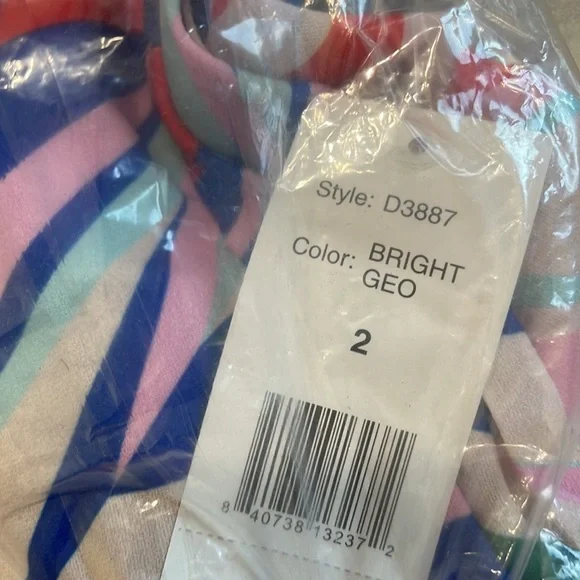 Style: D3887
Color: BRIGHT
GEO
2
8 40738 13237 2